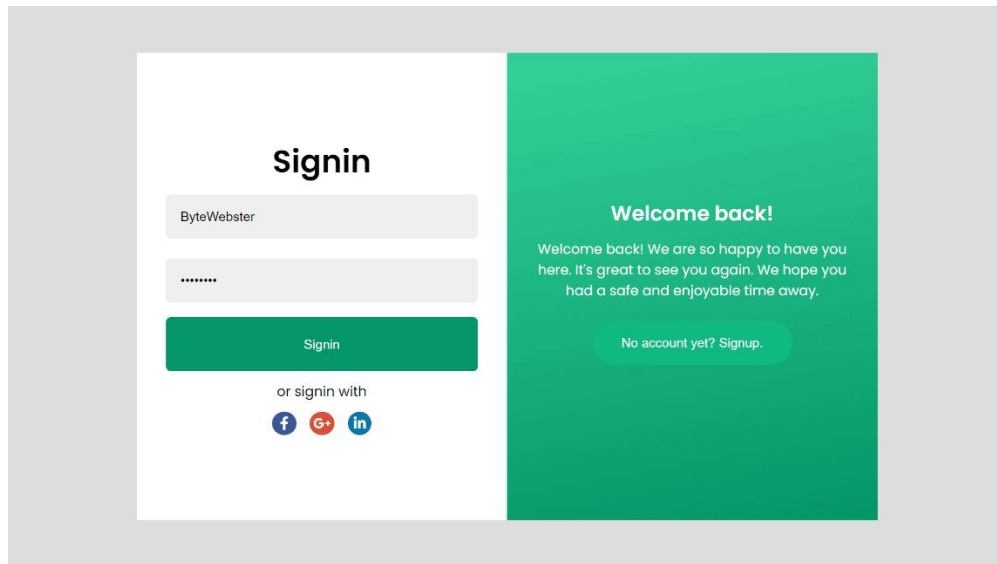 Signin
ByteWebster
••••••••
Signin
or signin with
f G+ in
Welcome back!
Welcome back! We are so happy to have you
here. It's great to see you again. We hope you
had a safe and enjoyable time away.
No account yet? Signup.